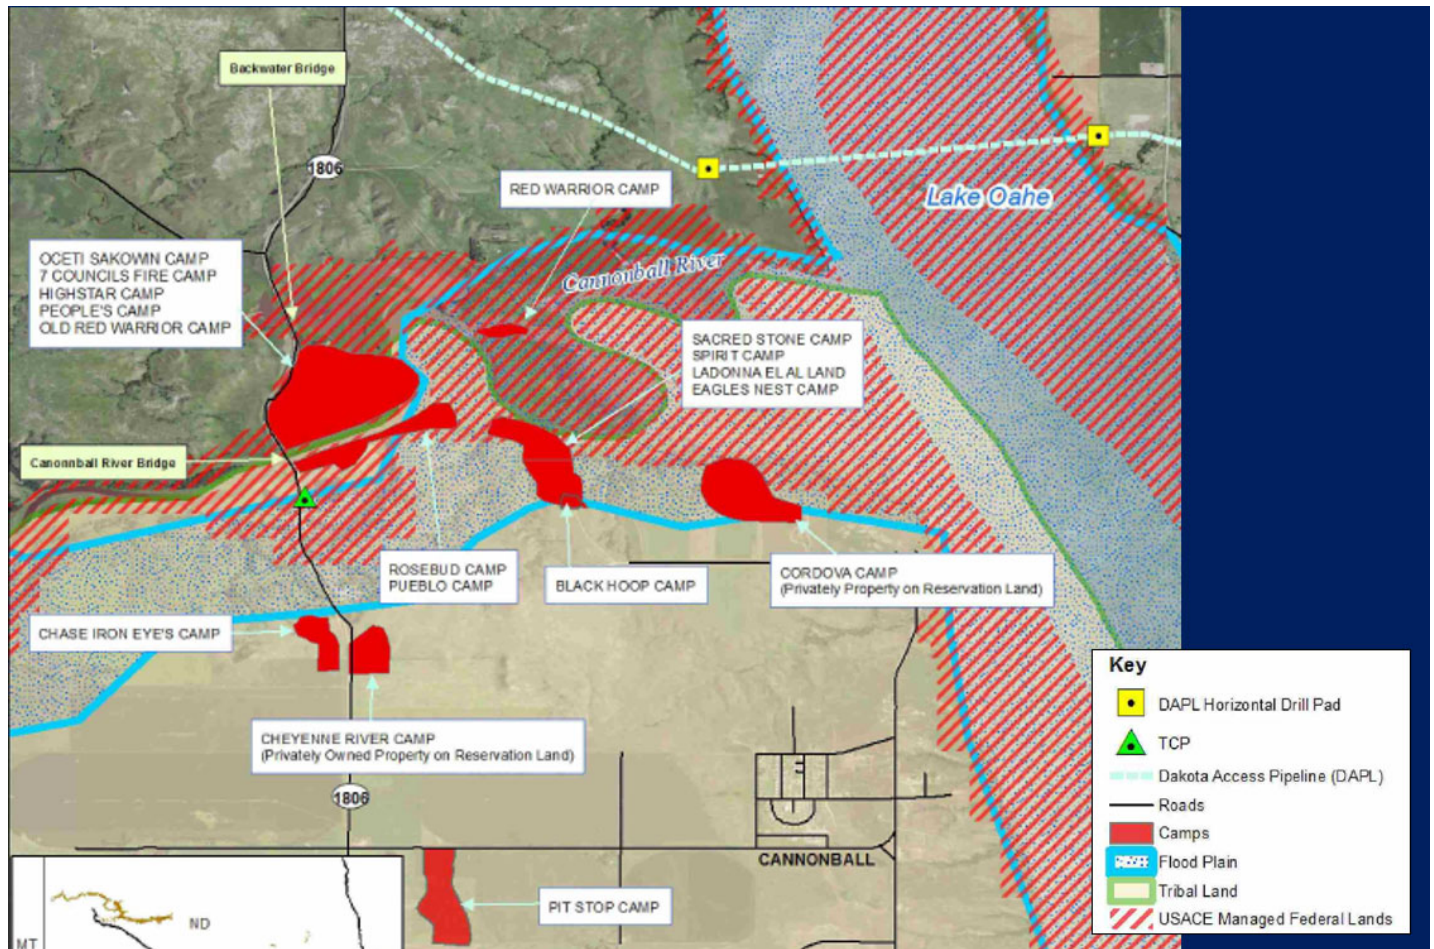 Backwater Bridge
1806
RED WARRIOR CAMP
Lake Oahe
OCETI SAKOWIN CAMP
7 COUNCILS FIRE CAMP
HIGHSTAR CAMP
PEOPLE'S CAMP
OLD RED WARRIOR CAMP
Cannonball River
SACRED STONE CAMP
SPIRIT CAMP
LADONNA EL AL LAND
EAGLES NEST CAMP
Canonnball River Bridge
ROSEBUD CAMP
PUEBLO CAMP
BLACK HOOP CAMP
CORDOVA CAMP
(Privately Property on Reservation Land)
CHASE IRON EYE'S CAMP
CHEYENNE RIVER CAMP
(Privately Owned Property on Reservation Land)
1806
CANNONBALL
PIT STOP CAMP
ND
MT
Key
DAPL Horizontal Drill Pad
TCP
Dakota Access Pipeline (DAPL)
Roads
Camps
Flood Plain
Tribal Land
USACE Managed Federal Lands